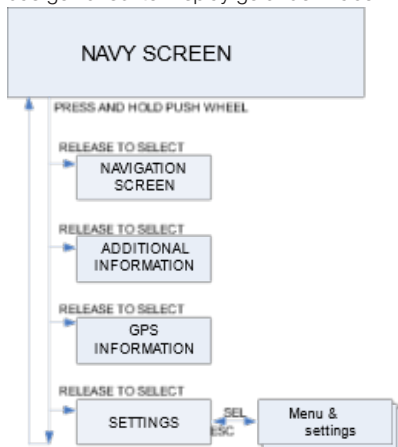 NAVY SCREEN
PRESS AND HOLD PUSH WHEEL
RELEASE TO SELECT
NAVIGATION
SCREEN
RELEASE TO SELECT
ADDITIONAL
INFORMATION
RELEASE TO SELECT
GPS
INFORMATION
RELEASE TO SELECT
SETTINGS
SEL
ESC
Menu &
settings